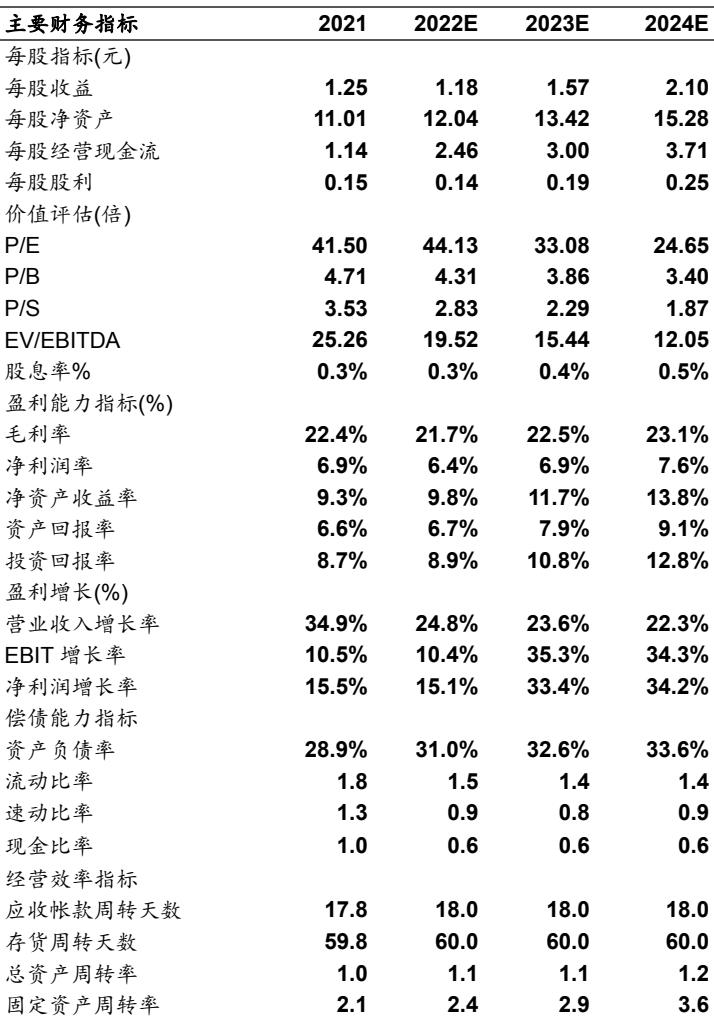 主要财务指标 2021 2022E 2023E 2024E
每股指标(元)
每股收益 1.25 1.18 1.57 2.10
每股净资产 11.01 12.04 13.42 15.28
每股经营现金流 1.14 2.46 3.00 3.71
每股股利 0.15 0.14 0.19 0.25
价值评估(倍)
P/E 41.50 44.13 33.08 24.65
P/B 4.71 4.31 3.86 3.40
P/S 3.53 2.83 2.29 1.87
EV/EBITDA 25.26 19.52 15.44 12.05
股息率% 0.3% 0.3% 0.4% 0.5%
盈利能力指标(%)
毛利率 22.4% 21.7% 22.5% 23.1%
净利润率 6.9% 6.4% 6.9% 7.6%
净资产收益率 9.3% 9.8% 11.7% 13.8%
资产回报率 6.6% 6.7% 7.9% 9.1%
投资回报率 8.7% 8.9% 10.8% 12.8%
盈利增长(%)
营业收入增长率 34.9% 24.8% 23.6% 22.3%
EBIT 增长率 10.5% 10.4% 35.3% 34.3%
净利润增长率 15.5% 15.1% 33.4% 34.2%
偿债能力指标
资产负债率 28.9% 31.0% 32.6% 33.6%
流动比率 1.8 1.5 1.4 1.4
速动比率 1.3 0.9 0.8 0.9
现金比率 1.0 0.6 0.6 0.6
经营效率指标
应收帐款周转天数 17.8 18.0 18.0 18.0
存货周转天数 59.8 60.0 60.0 60.0
总资产周转率 1.0 1.1 1.1 1.2
固定资产周转率 2.1 2.4 2.9 3.6